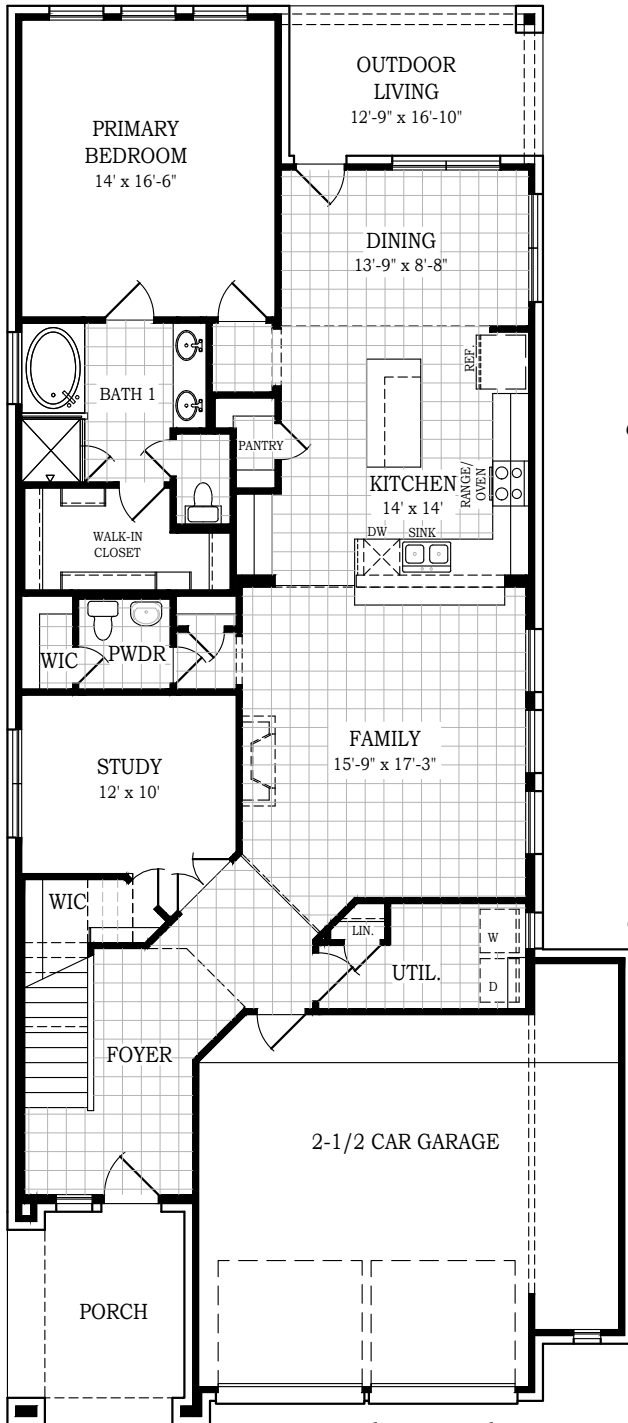 OUTDOOR
LIVING
12'-9" x 16'-10"
PRIMARY
BEDROOM
14' x 16'-6"
DINING
13'-9" x 8'-8"
REF.
BATH 1
PANTRY
KITCHEN
14' x 14'
RANGE/
OVEN
DW
SINK
WALK-IN
CLOSET
WIC
PWDR
FAMILY
15'-9" x 17'-3"
STUDY
12' x 10'
WIC
LIN.
W
UTIL.
D
FOYER
2-1/2 CAR GARAGE
PORCH